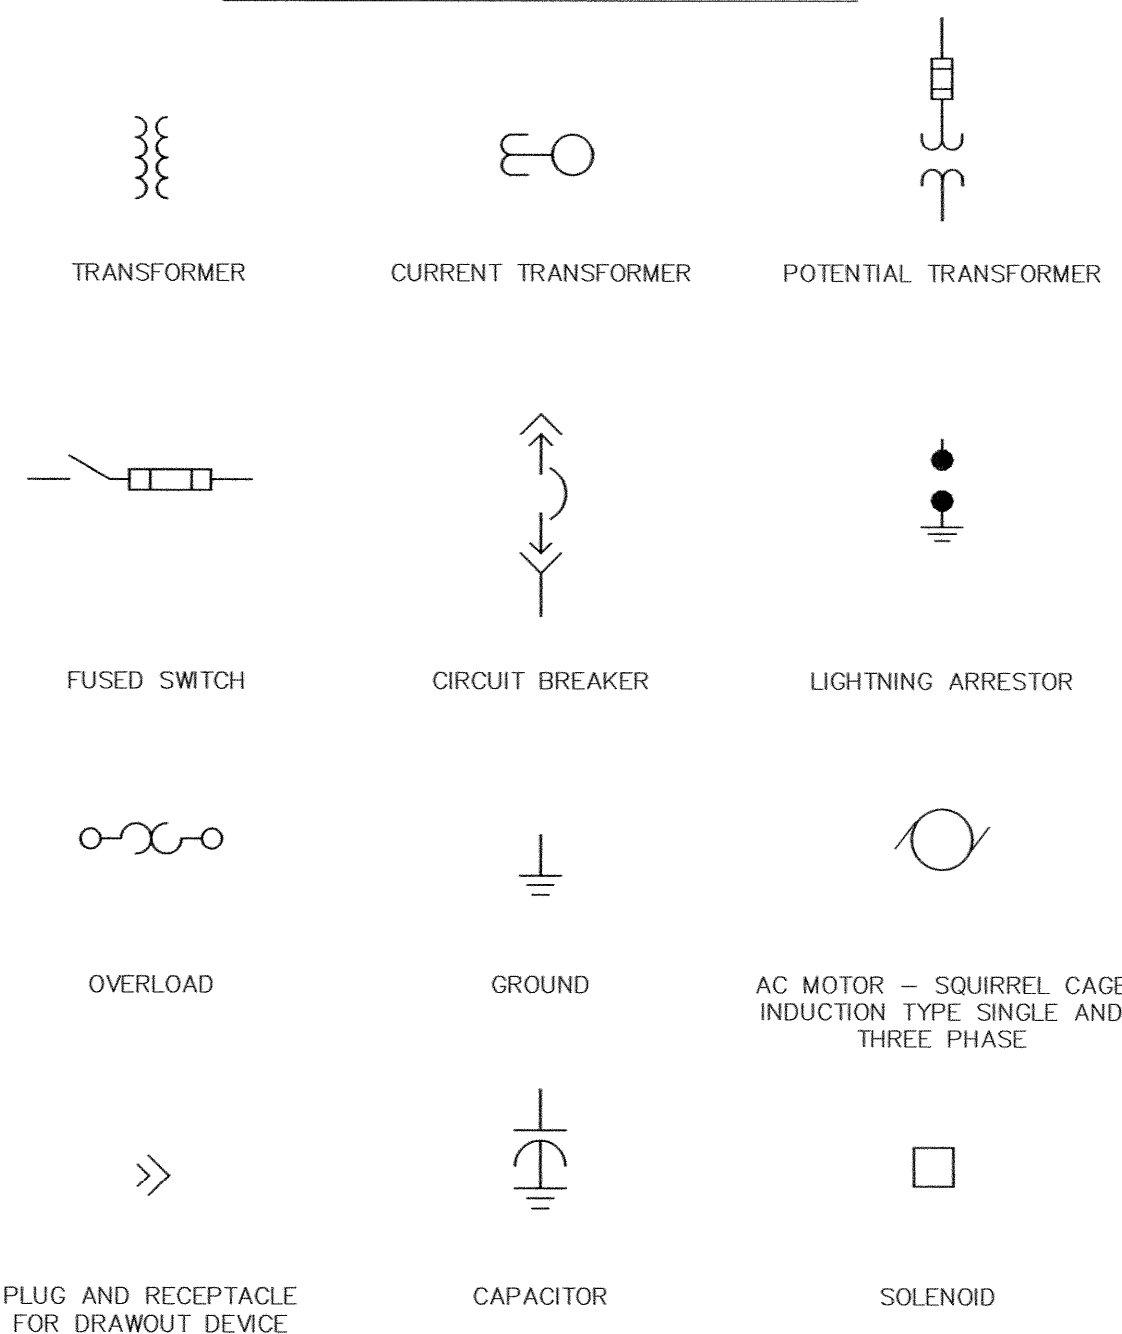 TRANSFORMER
CURRENT TRANSFORMER
POTENTIAL TRANSFORMER
FUSED SWITCH
CIRCUIT BREAKER
LIGHTNING ARRESTOR
OVERLOAD
GROUND
AC MOTOR – SQUIRREL CAGE
INDUCTION TYPE SINGLE AND
THREE PHASE
PLUG AND RECEPTACLE
FOR DRAWOUT DEVICE
CAPACITOR
SOLENOID